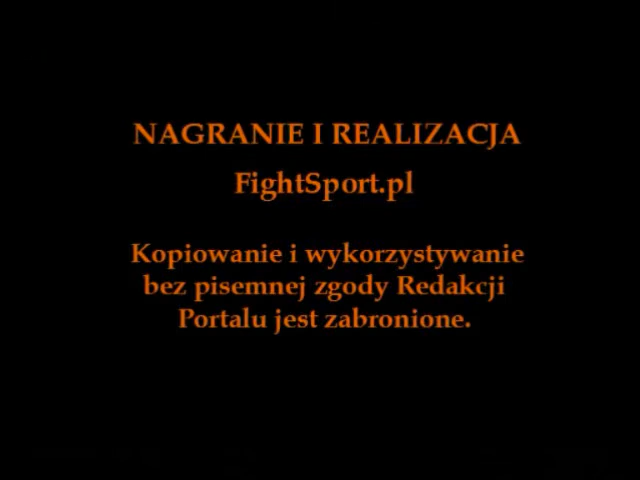 NAGRANIE I REALIZACJA
FightSport.pl
Kopiowanie i wykorzystywanie
bez pisemnej zgody Redakcji
Portalu jest zabronione.